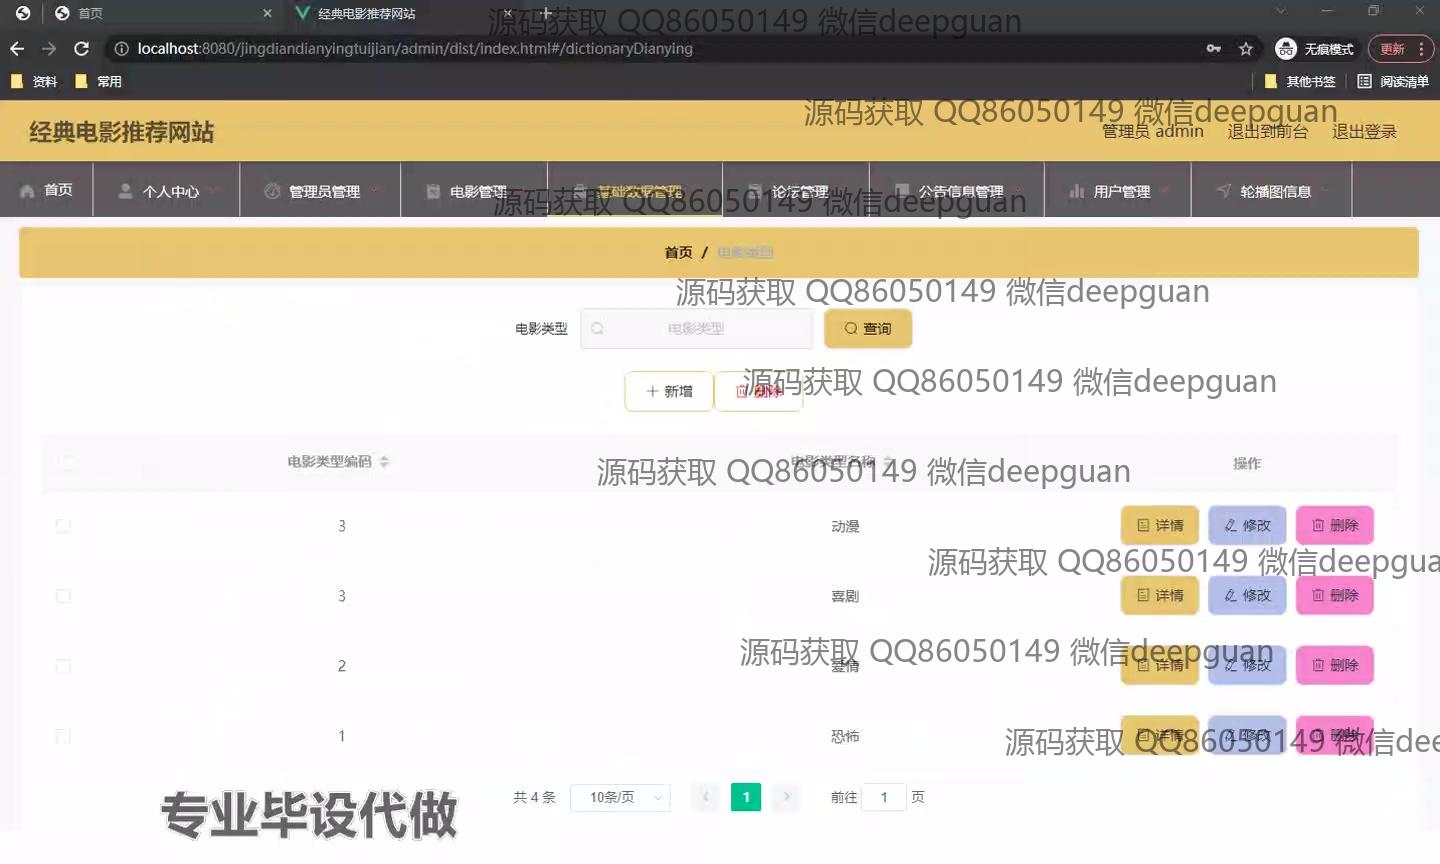 首页
经典电影推荐网站
源码获取 QQ86050149 微信deepguan
localhost:8080/jingdiandianyingtuijian/admin/dist/index.html#/dictionaryDianying
无痕模式
更新
资料
常用
其他书签
阅读清单
源码获取 QQ86050149 微信deepguan
经典电影推荐网站
管理员 admin
退出到前台
退出登录
首页
个人中心
管理员管理
电影管理
基础数据管理
论坛管理
公告信息管理
用户管理
轮播图信息
源码获取 QQ86050149 微信deepguan
首页 / 电影类型
源码获取 QQ86050149 微信deepguan
电影类型
电影类型
查询
新增
删除
源码获取 QQ86050149 微信deepguan
电影类型编码
电影类型名称
操作
源码获取 QQ86050149 微信deepguan
3
动漫
详情
修改
删除
源码获取 QQ86050149 微信deepgua
3
喜剧
详情
修改
删除
源码获取 QQ86050149 微信deepguan
2
爱情
详情
修改
删除
1
恐怖
详情
修改
删除
源码获取 QQ86050149 微信dee
共 4 条
10条/页
1
前往
1
页
专业毕设代做